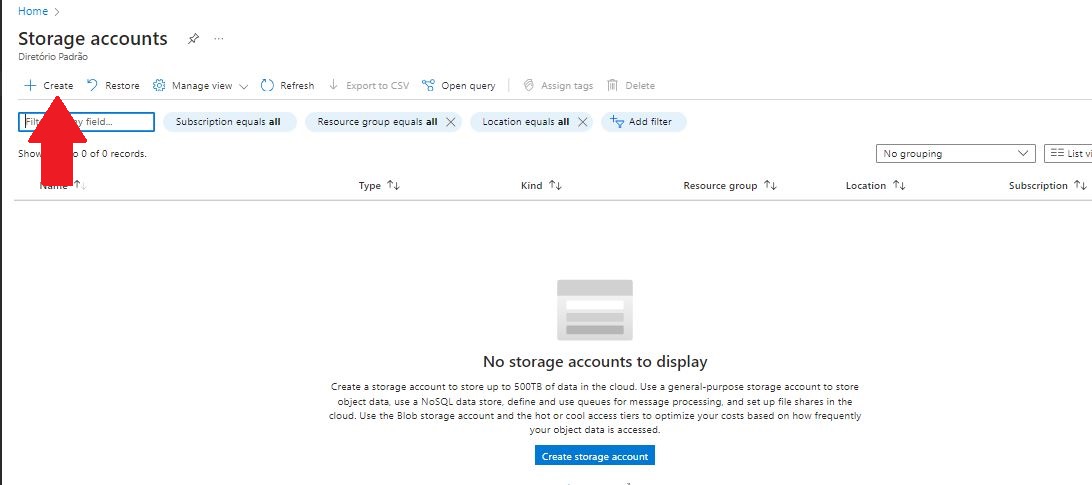 Home >
Storage accounts ...
Diretório Padrão
+ Create Restore Manage view Refresh Export to CSV Open query Assign tags Delete
y field... Subscription equals all Resource group equals all Location equals all Add filter
o 0 of 0 records.
No grouping List vi
Name Type Kind Resource group Location Subscription
No storage accounts to display
Create a storage account to store up to 500TB of data in the cloud. Use a general-purpose storage account to store
object data, use a NoSQL data store, define and use queues for message processing, and set up file shares in the
cloud. Use the Blob storage account and the hot or cool access tiers to optimize your costs based on how frequently
your object data is accessed.
Create storage account